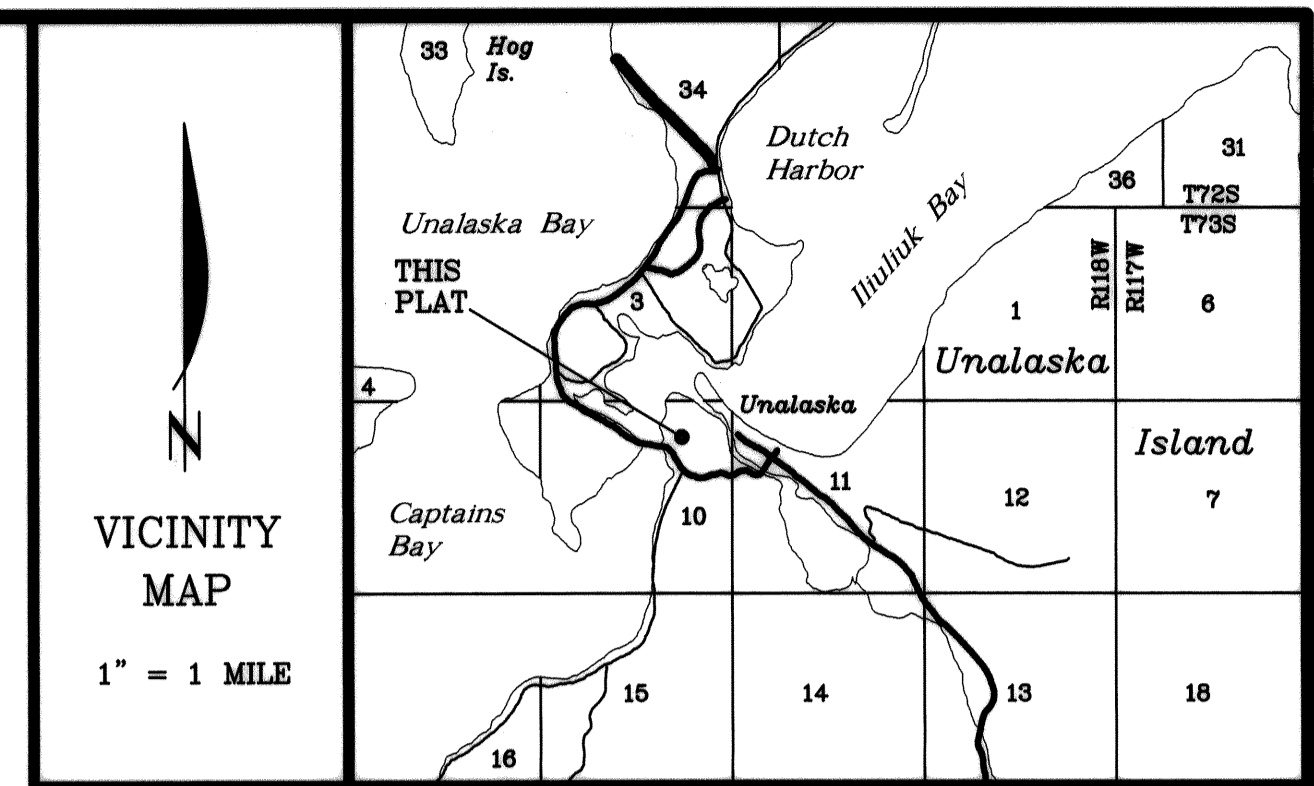 N
VICINITY
MAP
1" = 1 MILE
33
Hog
Is.
34
Dutch
Harbor
31
36
T72S
T73S
Unalaska Bay
Iliuliuk Bay
R118W
R117W
THIS
PLAT
3
1
6
Unalaska
4
Unalaska
Island
11
12
7
Captains
Bay
10
15
14
13
18
16